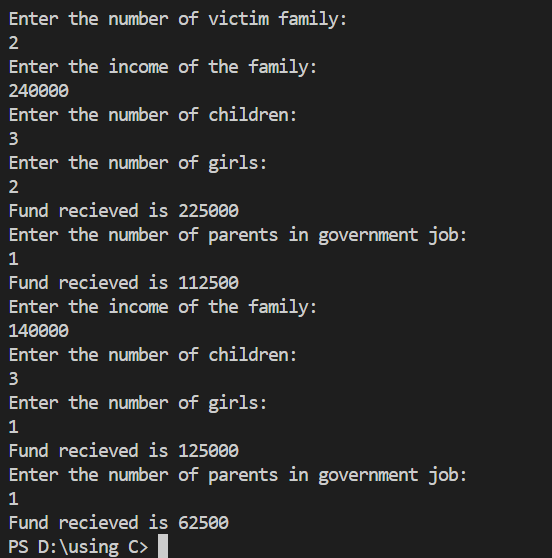 Enter the number of victim family:
2
Enter the income of the family:
240000
Enter the number of children:
3
Enter the number of girls:
2
Fund recieved is 225000
Enter the number of parents in government job:
1
Fund recieved is 112500
Enter the income of the family:
140000
Enter the number of children:
3
Enter the number of girls:
1
Fund recieved is 125000
Enter the number of parents in government job:
1
Fund recieved is 62500
PS D:\using C>